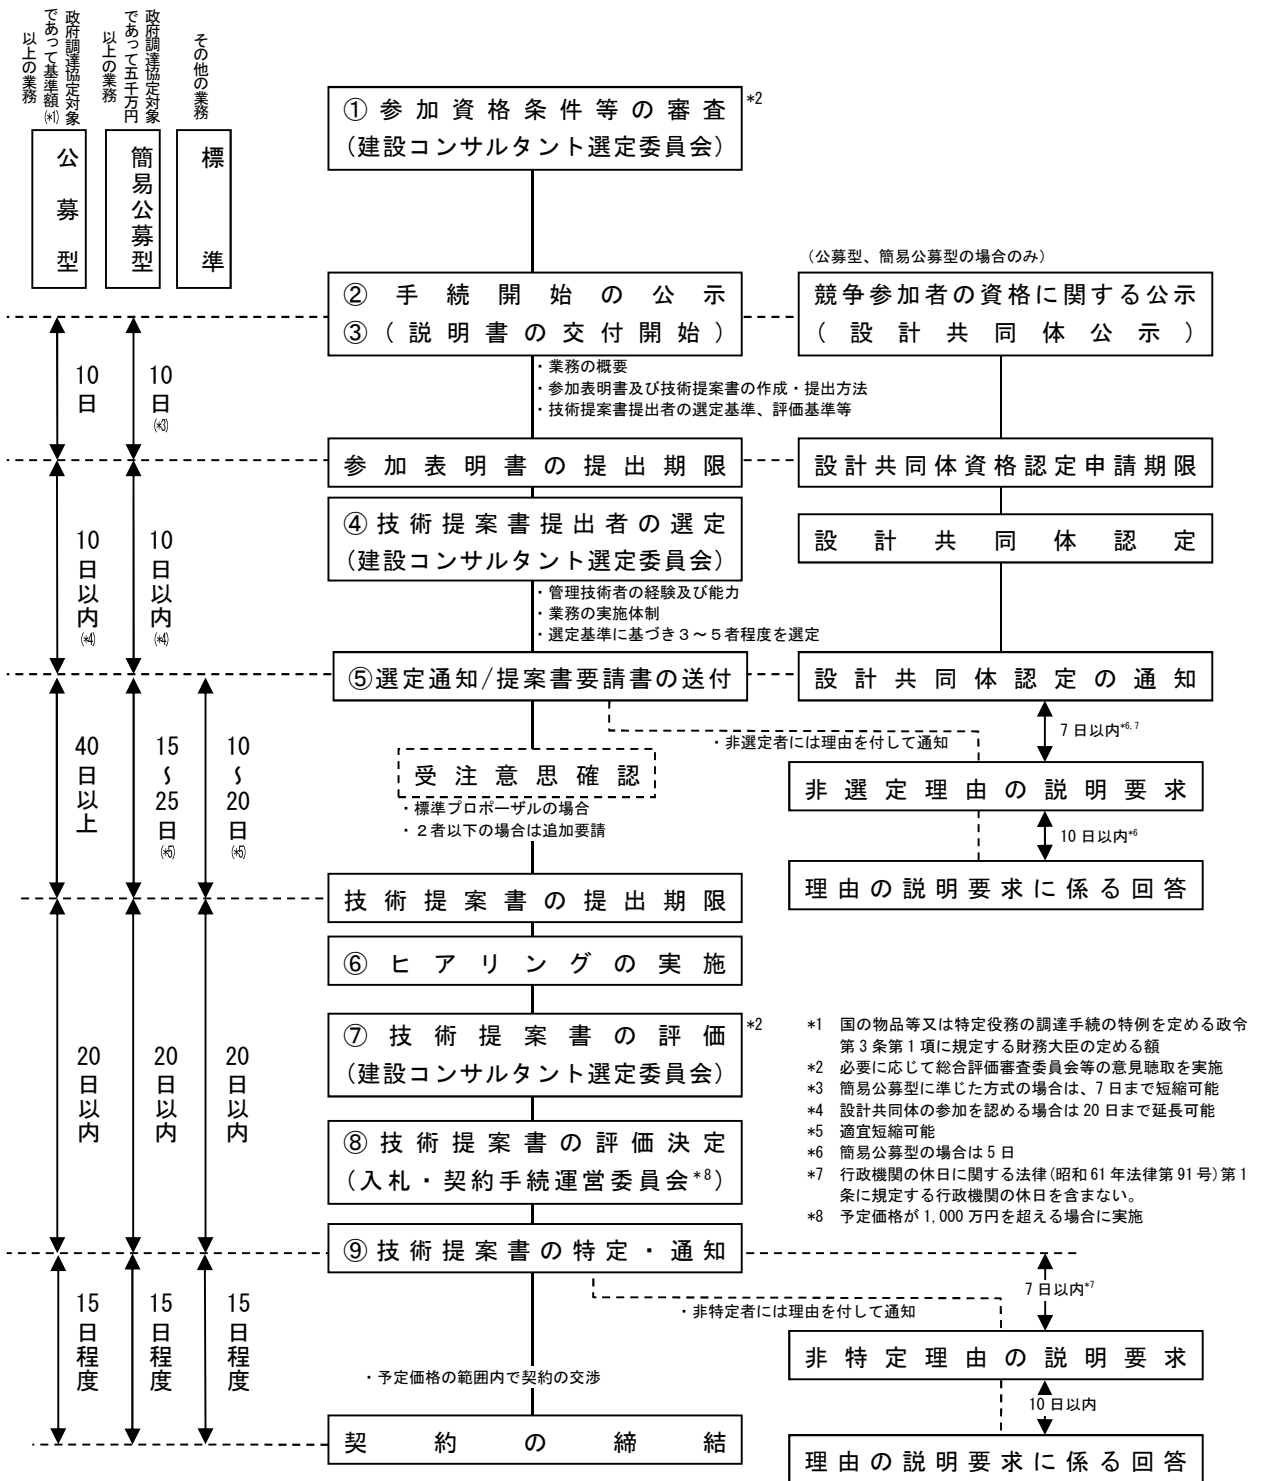 政府調達協定対象
であって基準額(*1)
以上の業務
公募型
政府調達協定対象
であって五千万円
以上の業務
簡易公募型
その他の業務
標準
①参加資格条件等の審査*2
(建設コンサルタント選定委員会)
(公募型、簡易公募型の場合のみ)
②手続開始の公示
③(説明書の交付開始)
競争参加者の資格に関する公示
(設計共同体公示)
・業務の概要
・参加表明書及び技術提案書の作成・提出方法
・技術提案書提出者の選定基準、評価基準等
10日
10日(*3)
参加表明書の提出期限
設計共同体資格認定申請期限
④技術提案書提出者の選定
(建設コンサルタント選定委員会)
設計共同体認定
・管理技術者の経験及び能力
・業務の実施体制
・選定基準に基づき3～5者程度を選定
10日以内(*4)
10日以内(*4)
⑤選定通知/提案書要請書の送付
設計共同体認定の通知
7日以内*6,7
・非選定者には理由を付して通知
受注意思確認
・標準プロポーザルの場合
・2者以下の場合は追加要請
非選定理由の説明要求
10日以内*6
理由の説明要求に係る回答
40日以上
15～25日(*5)
10～20日(*5)
技術提案書の提出期限
⑥ヒアリングの実施
⑦技術提案書の評価*2
(建設コンサルタント選定委員会)
⑧技術提案書の評価決定
(入札・契約手続運営委員会*8)
20日以内
20日以内
20日以内
*1 国の物品等又は特定役務の調達手続の特例を定める政令
第3条第1項に規定する財務大臣の定める額
*2 必要に応じて総合評価審査委員会等の意見聴取を実施
*3 簡易公募型に準じた方式の場合は、7日まで短縮可能
*4 設計共同体の参加を認める場合は20日まで延長可能
*5 適宜短縮可能
*6 簡易公募型の場合は5日
*7 行政機関の休日に関する法律(昭和61年法律第91号)第1
条に規定する行政機関の休日を含まない。
*8 予定価格が1,000万円を超える場合に実施
⑨技術提案書の特定・通知
7日以内*7
・非特定者には理由を付して通知
非特定理由の説明要求
15日程度
15日程度
15日程度
・予定価格の範囲内で契約の交渉
10日以内
契約の締結
理由の説明要求に係る回答